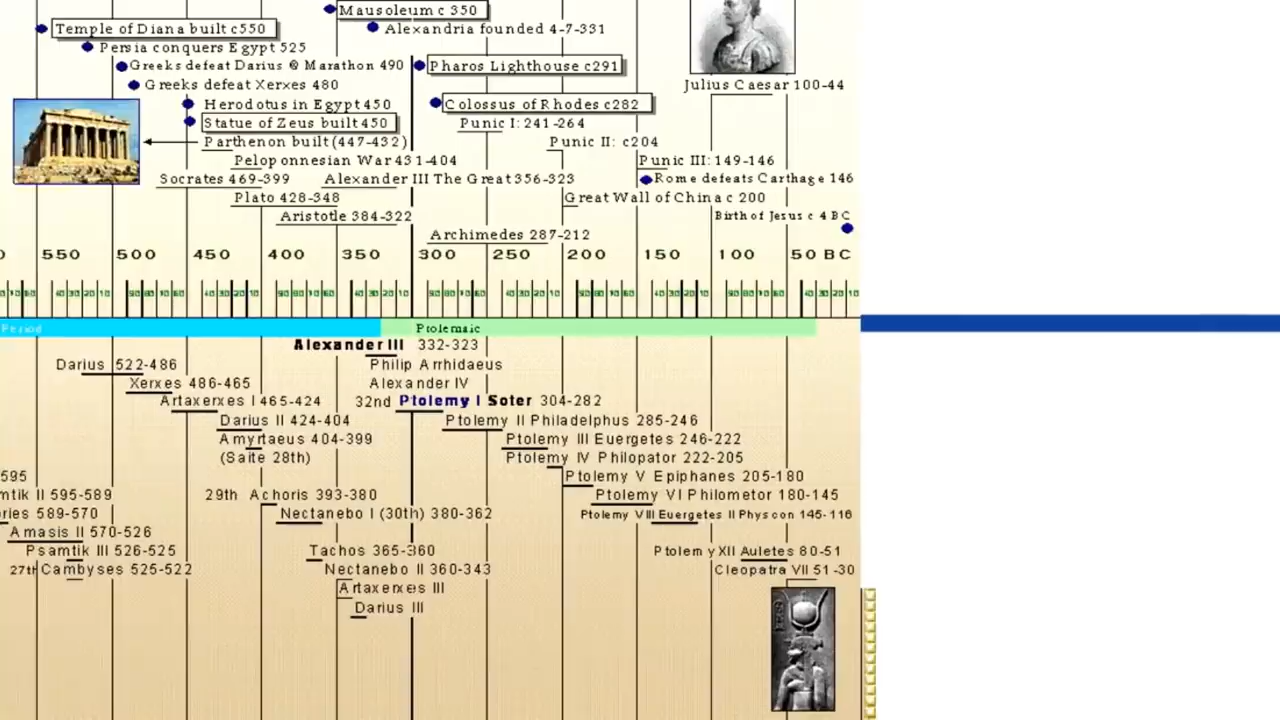 Mausoleum c 350
Temple of Diana built c550
Alexandria founded 4-7-331
Persia conquers Egypt 525
Greeks defeat Darius @ Marathon 490
Pharos Lighthouse c291
Greeks defeat Xerxes 480
Julius Caesar 100-44
Herodotus in Egypt 450
Colossus of Rhodes c282
Statue of Zeus built 450
Punic I: 241-264
Parthenon built (447-432)
Punic II: c204
Peloponnesian War 431-404
Punic III: 149-146
Socrates 469-399
Alexander III The Great 356-323
Rome defeats Carthage 146
Plato 428-348
Great Wall of China c 200
Aristotle 384-322
Birth of Jesus c 4 BC
Archimedes 287-212
0 550 500 450 400 350 300 250 200 150 100 50 BC
Period
Ptolemaic
Alexander III 332-323
Darius 522-486
Philip Arrhidaeus
Xerxes 486-465
Alexander IV
Artaxerxes I 465-424
32nd Ptolemy I Soter 304-282
Darius II 424-404
Ptolemy II Philadelphus 285-246
Amyrtaeus 404-399
Ptolemy III Euergetes 246-222
(Saite 28th)
Ptolemy IV Philopator 222-205
595
Ptolemy V Epiphanes 205-180
mtik II 595-589
29th Achoris 393-380
Ptolemy VI Philometor 180-145
ries 589-570
Nectanebo I (30th) 380-362
Ptolemy VIII Euergetes II Physcon 145-116
Amasis II 570-526
Psamtik III 526-525
Tachos 365-360
Ptolemy XII Auletes 80-51
27th Cambyses 525-522
Nectanebo II 360-343
Cleopatra VII 51-30
Artaxerxes III
Darius III